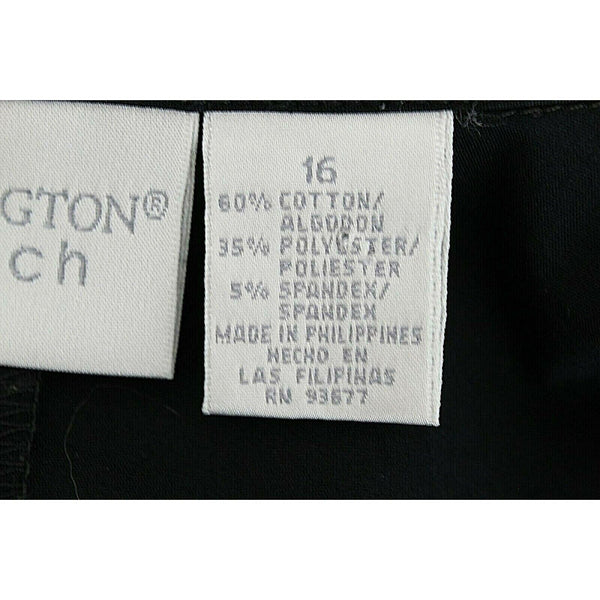 GTON®
ch
16
60% COTTON/
ALGODON
35% POLYESTER/
POLIESTER
5% SPANDEX/
SPANDEX
MADE IN PHILIPPINES
HECHO EN
LAS FILIPINAS
RN 93677